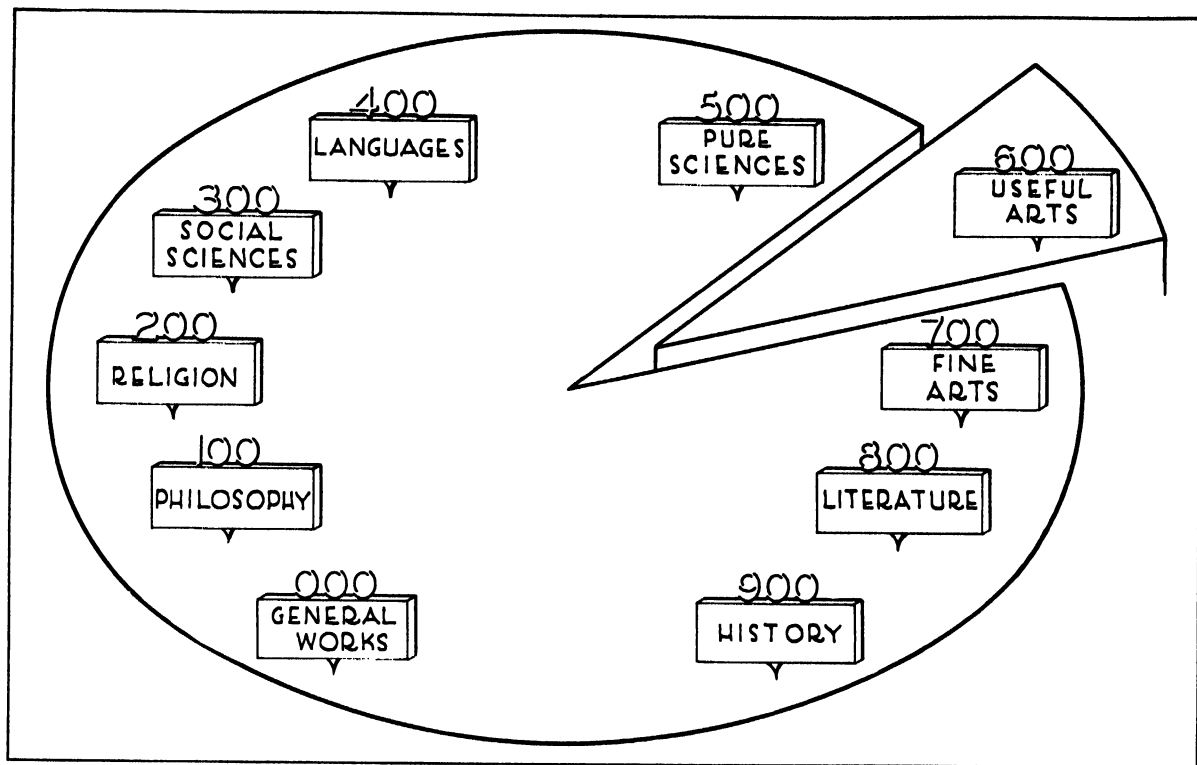 400
LANGUAGES
500
PURE
SCIENCES
600
USEFUL
ARTS
300
SOCIAL
SCIENCES
200
RELIGION
700
FINE
ARTS
100
PHILOSOPHY
800
LITERATURE
000
GENERAL
WORKS
900
HISTORY